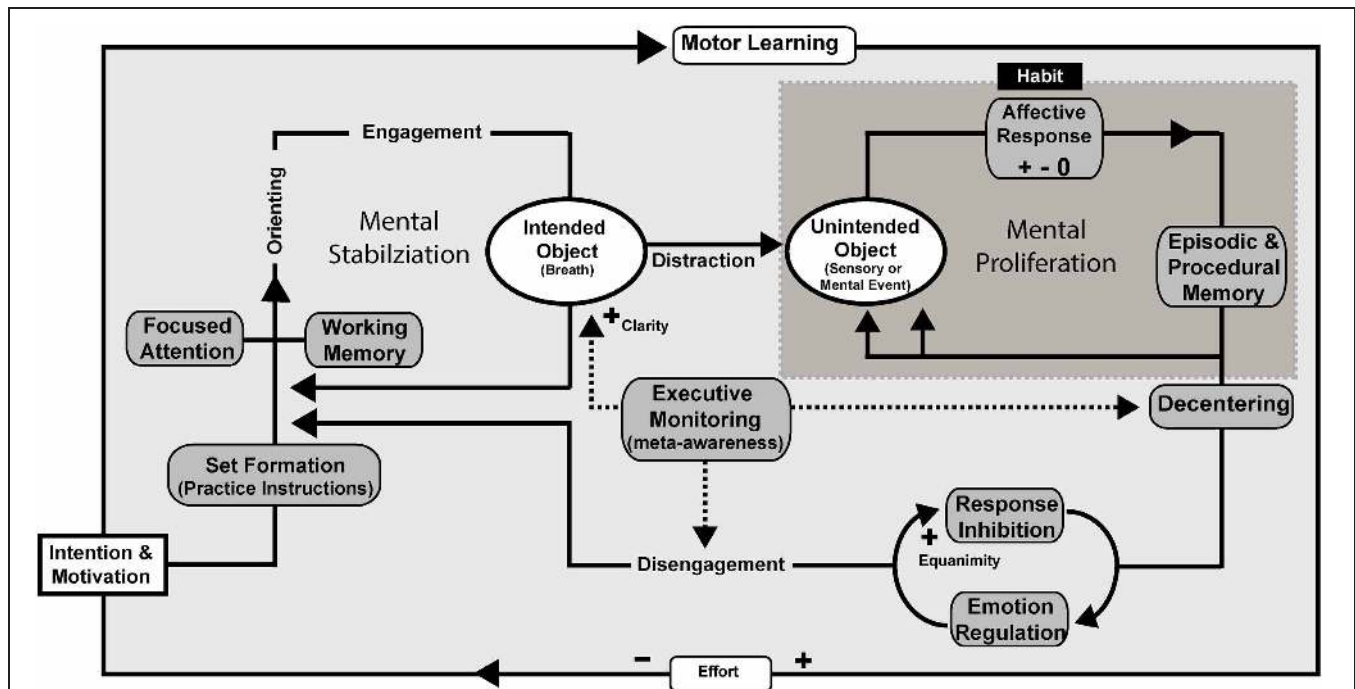 Motor Learning
Habit
Affective
Response
+ - 0
Engagement
Orienting
Mental
Stabilziation
Intended
Object
(Breath)
Distraction
Unintended
Object
(Sensory or
Mental Event)
Mental
Proliferation
Episodic &
Procedural
Memory
Focused
Attention
Working
Memory
+
Clarity
Executive
Monitoring
(meta-awareness)
Decentering
Set Formation
(Practice Instructions)
Response
Inhibition
+
Equanimity
Disengagement
Intention &
Motivation
Emotion
Regulation
- Effort +